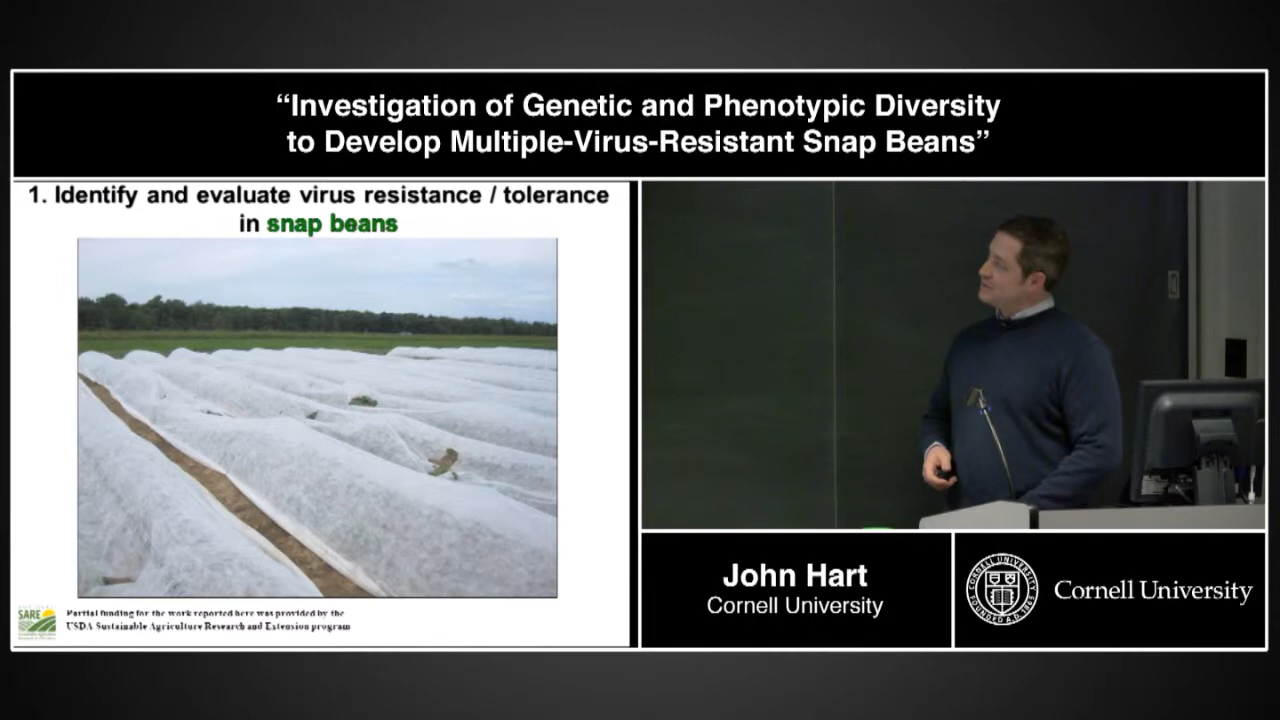 “Investigation of Genetic and Phenotypic Diversity
to Develop Multiple-Virus-Resistant Snap Beans”
1. Identify and evaluate virus resistance / tolerance
in snap beans
SARE
Partial funding for the work reported here was provided by the
USDA Sustainable Agriculture Research and Extension program
John Hart
Cornell University
CORNELL UNIVERSITY
FOUNDED A.D. 1865
Cornell University